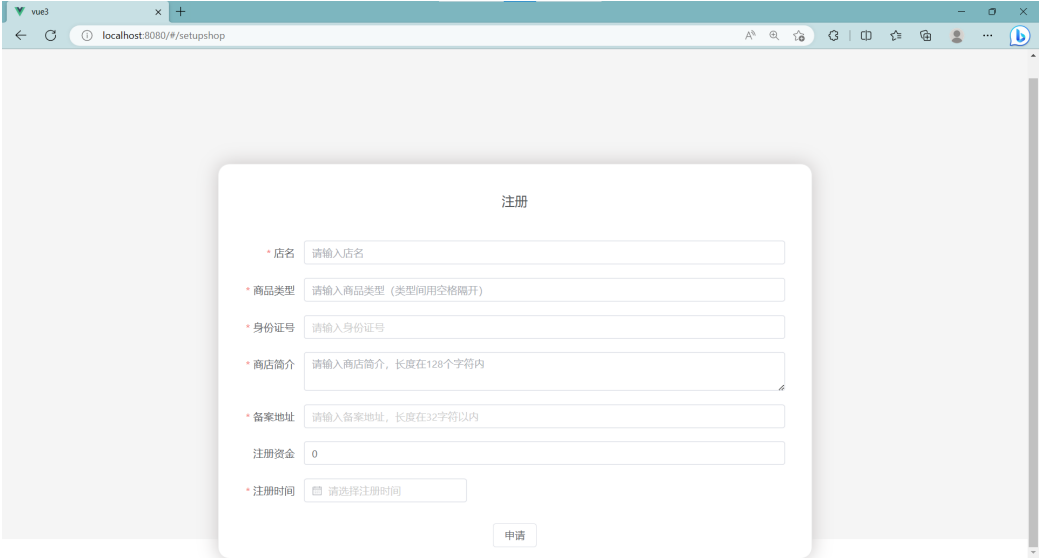 vue3
localhost:8080/#/setupshop
注册
* 店名 请输入店名
* 商品类型 请输入商品类型（类型间用空格隔开）
* 身份证号 请输入身份证号
* 商店简介 请输入商店简介，长度在128个字符内
* 备案地址 请输入备案地址，长度在32字符以内
注册资金 0
* 注册时间 请选择注册时间
申请